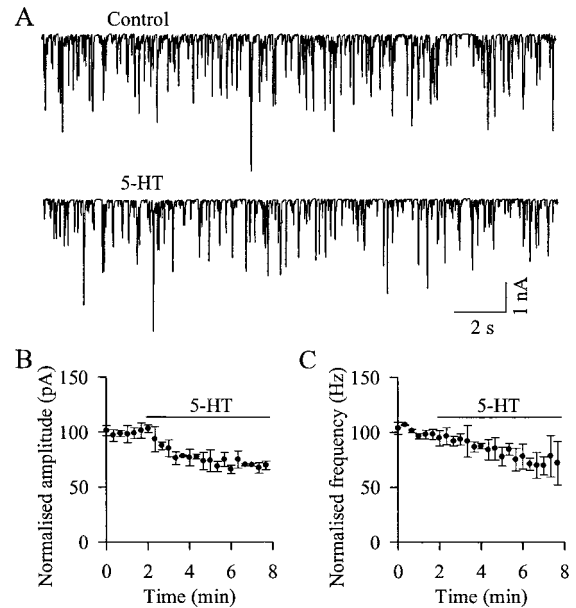 A
Control
5-HT
1 nA
2 s
B
Normalised amplitude (pA)
150
100
50
0
5-HT
0 2 4 6 8
Time (min)
C
Normalised frequency (Hz)
150
100
50
0
5-HT
0 2 4 6 8
Time (min)